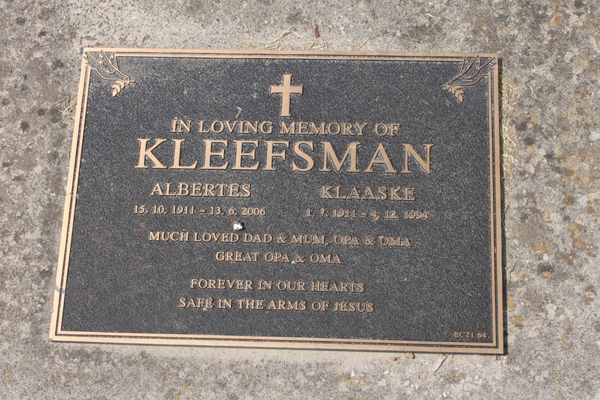 IN LOVING MEMORY OF
KLEEFSMAN
ALBERTES KLAASKE
15. 10. 1911 - 13. 6. 2006 1. 7. 1911 - 4. 12. 1994
MUCH LOVED DAD & MUM, OPA & OMA
GREAT OPA & OMA
FOREVER IN OUR HEARTS
SAFE IN THE ARMS OF JESUS
EC21 64